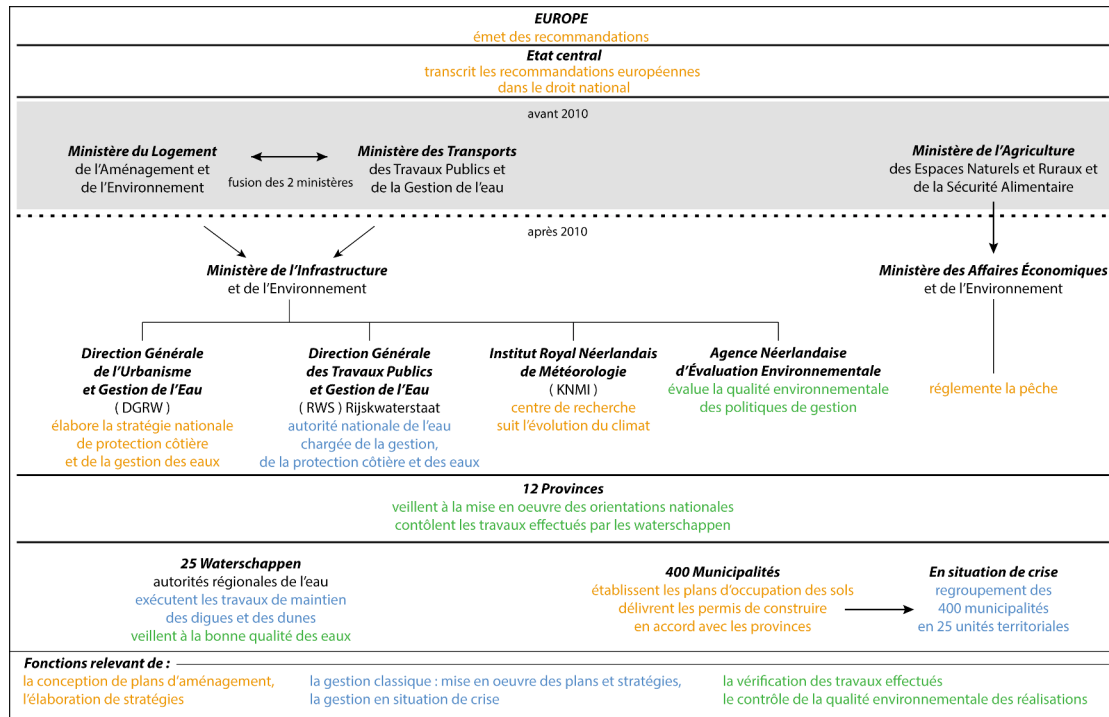 EUROPE
émet des recommandations
Etat central
transcrit les recommandations européennes
dans le droit national
avant 2010
Ministère du Logement
de l'Aménagement et
de l'Environnement
fusion des 2 ministères
Ministère des Transports
des Travaux Publics et
de la Gestion de l'eau
Ministère de l'Agriculture
des Espaces Naturels et Ruraux et
de la Sécurité Alimentaire
après 2010
Ministère de l'Infrastructure
et de l'Environnement
Ministère des Affaires Économiques
et de l'Environnement
Direction Générale
de l'Urbanisme
et Gestion de l'Eau
( DGRW )
élabore la stratégie nationale
de protection côtière
et de la gestion des eaux
Direction Générale
des Travaux Publics
et Gestion de l'Eau
( RWS ) Rijskwaterstaat
autorité nationale de l'eau
chargée de la gestion,
de la protection côtière et des eaux
Institut Royal Néerlandais
de Météorologie
( KNMI )
centre de recherche
suit l'évolution du climat
Agence Néerlandaise
d'Évaluation Environnementale
évalue la qualité environnementale
des politiques de gestion
réglemente la pêche
12 Provinces
veillent à la mise en oeuvre des orientations nationales
contôlent les travaux effectués par les waterschappen
25 Waterschappen
autorités régionales de l'eau
exécutent les travaux de maintien
des digues et des dunes
veillent à la bonne qualité des eaux
400 Municipalités
établissent les plans d'occupation des sols
délivrent les permis de construire
en accord avec les provinces
En situation de crise
regroupement des
400 municipalités
en 25 unités territoriales
Fonctions relevant de :
la conception de plans d'aménagement,
l'élaboration de stratégies
la gestion classique : mise en oeuvre des plans et stratégies,
la gestion en situation de crise
la vérification des travaux effectués
le contrôle de la qualité environnementale des réalisations